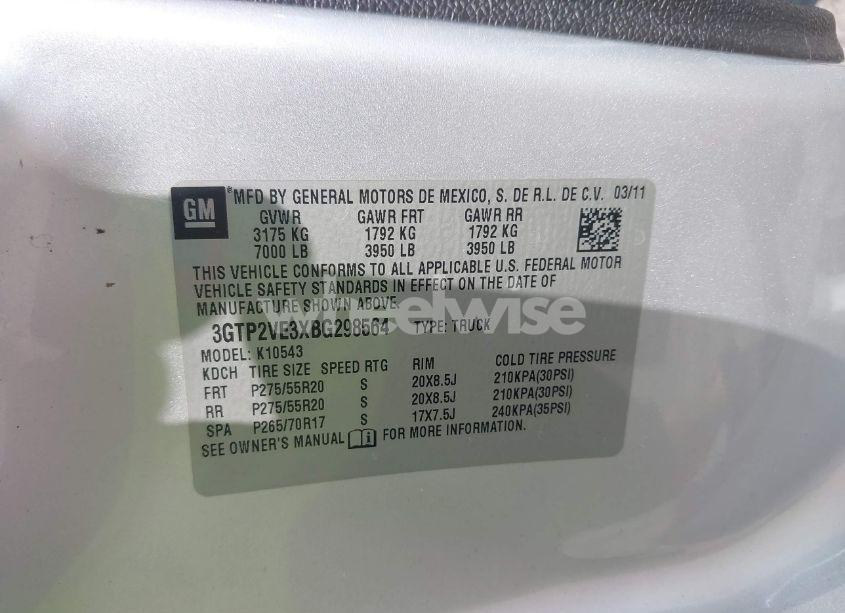 GM ®MFD BY GENERAL MOTORS DE MEXICO, S. DE R.L. DE C.V. 03/11
GVWR GAWR FRT GAWR RR
3175 KG 1792 KG 1792 KG
7000 LB 3950 LB 3950 LB
THIS VEHICLE CONFORMS TO ALL APPLICABLE U.S. FEDERAL MOTOR
VEHICLE SAFETY STANDARDS IN EFFECT ON THE DATE OF
MANUFACTURE SHOWN ABOVE.
wheelwise
3GTP2VE3XBG298564 TYPE: TRUCK
MODEL: K10543
KDCH TIRE SIZE SPEED RTG RIM COLD TIRE PRESSURE
FRT P275/55R20 S 20X8.5J 210KPA(30PSI)
RR P275/55R20 S 20X8.5J 210KPA(30PSI)
SPA P265/70R17 S 17X7.5J 240KPA(35PSI)
SEE OWNER'S MANUAL FOR MORE INFORMATION.